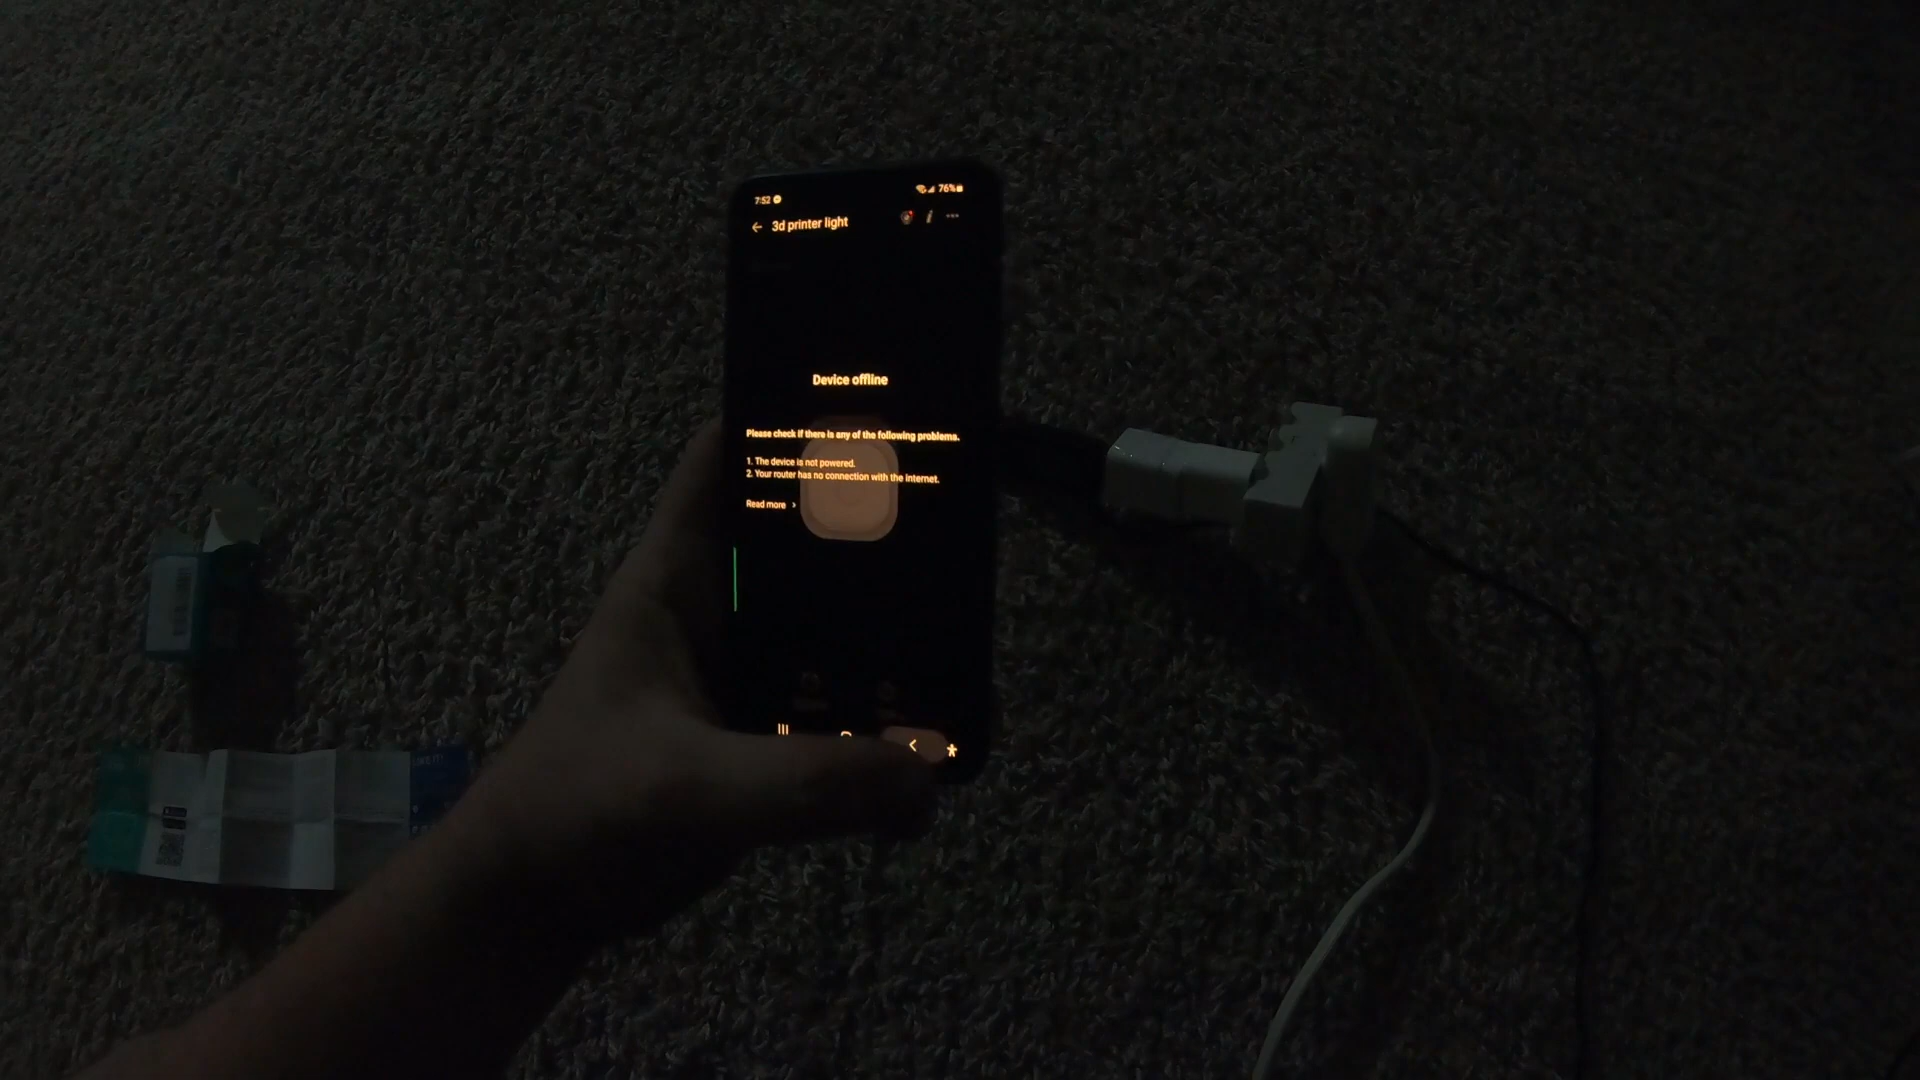 7:52
76%
3d printer light
Device offline
Please check if there is any of the following problems.
1. The device is not powered.
2. Your router has no connection with the Internet.
Read more